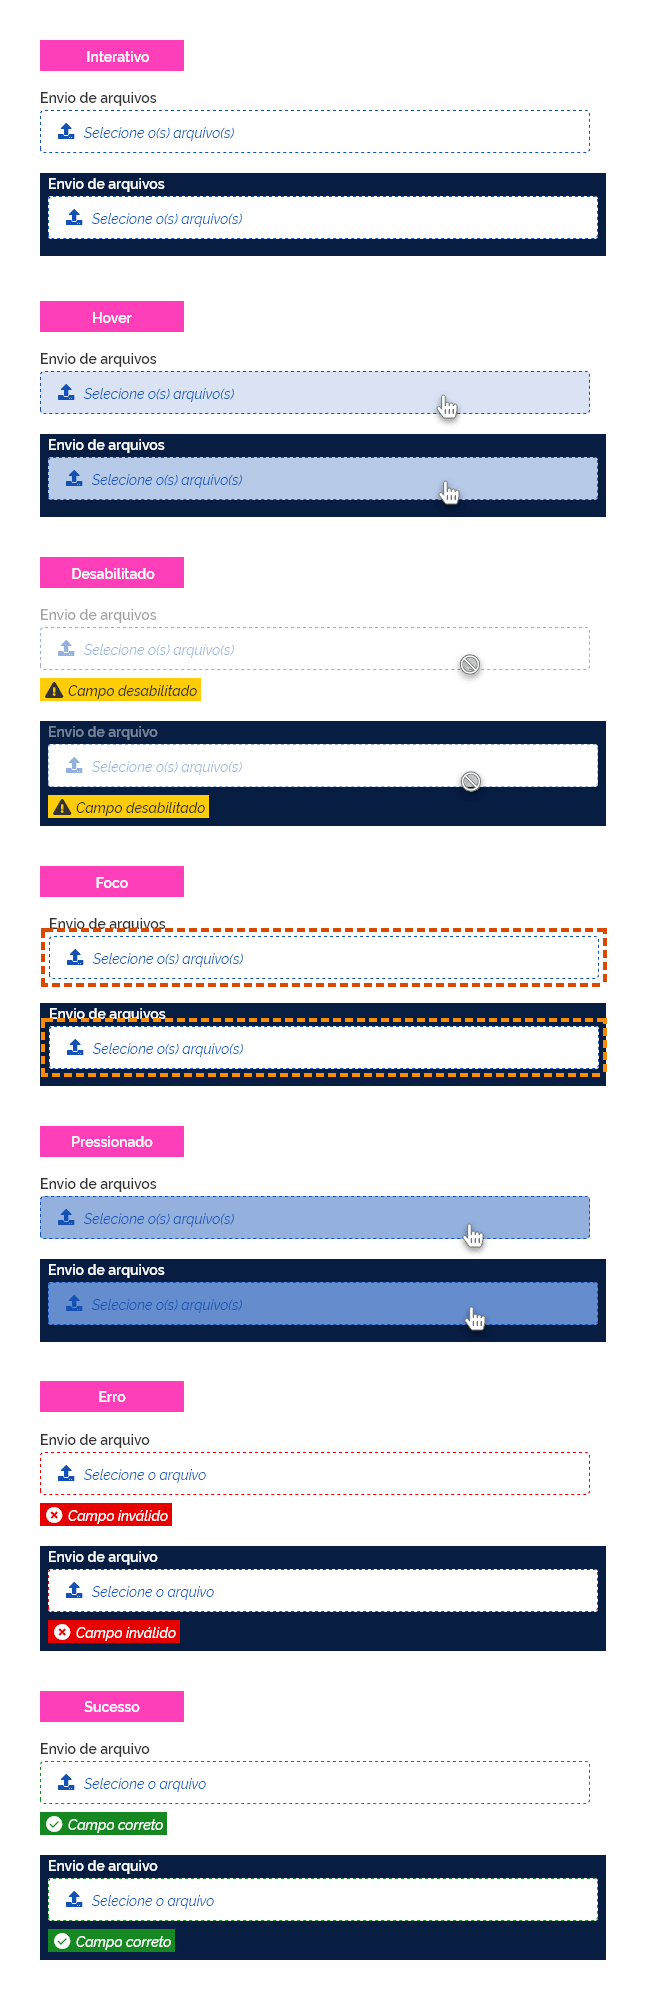 Interativo
Envio de arquivos
Selecione o(s) arquivo(s)
Envio de arquivos
Selecione o(s) arquivo(s)
Hover
Envio de arquivos
Selecione o(s) arquivo(s)
Envio de arquivos
Selecione o(s) arquivo(s)
Desabilitado
Envio de arquivos
Selecione o(s) arquivo(s)
Campo desabilitado
Envio de arquivo
Selecione o(s) arquivo(s)
Campo desabilitado
Foco
Envio de arquivos
Selecione o(s) arquivo(s)
Envio de arquivos
Selecione o(s) arquivo(s)
Pressionado
Envio de arquivos
Selecione o(s) arquivo(s)
Envio de arquivos
Selecione o(s) arquivo(s)
Erro
Envio de arquivo
Selecione o arquivo
Campo inválido
Envio de arquivo
Selecione o arquivo
Campo inválido
Sucesso
Envio de arquivo
Selecione o arquivo
Campo correto
Envio de arquivo
Selecione o arquivo
Campo correto